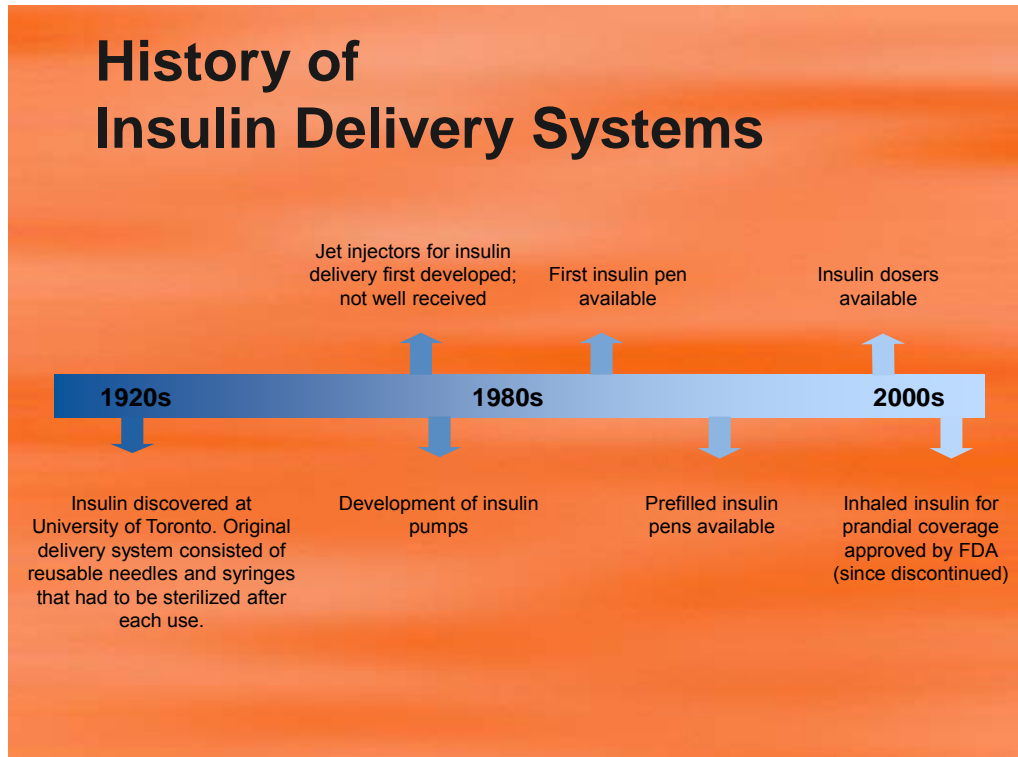 History of
Insulin Delivery Systems
Jet injectors for insulin
delivery first developed;
not well received
First insulin pen
available
Insulin dosers
available
1920s
1980s
2000s
Insulin discovered at
University of Toronto. Original
delivery system consisted of
reusable needles and syringes
that had to be sterilized after
each use.
Development of insulin
pumps
Prefilled insulin
pens available
Inhaled insulin for
prandial coverage
approved by FDA
(since discontinued)